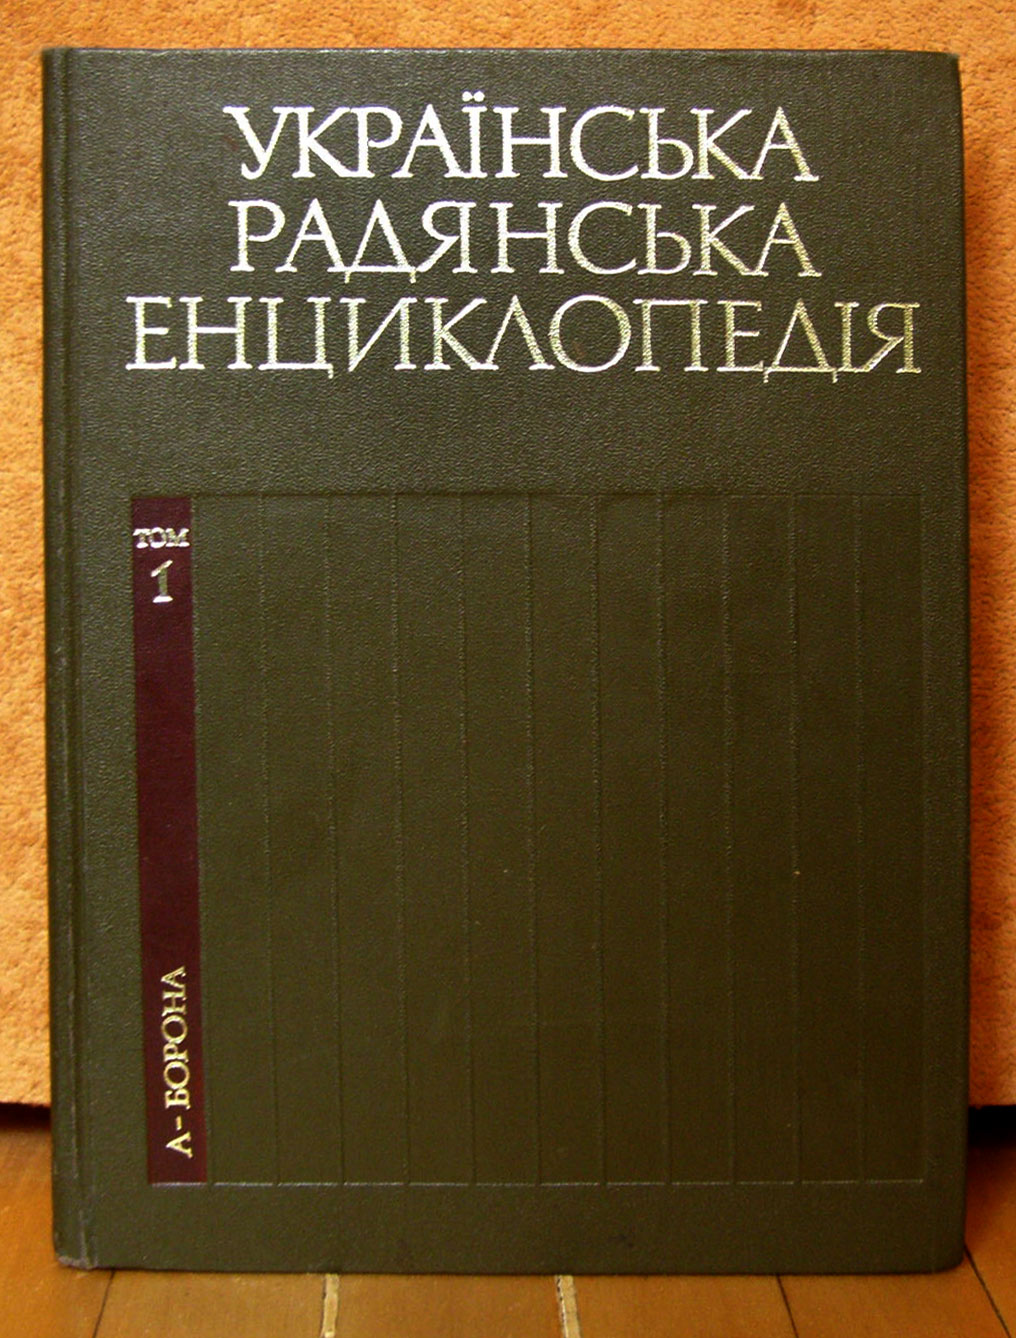 УКРАЇНСЬКА
РАДЯНСЬКА
ЕНЦИКЛОПЕДІЯ
ТОМ
1
А-БОРОНА